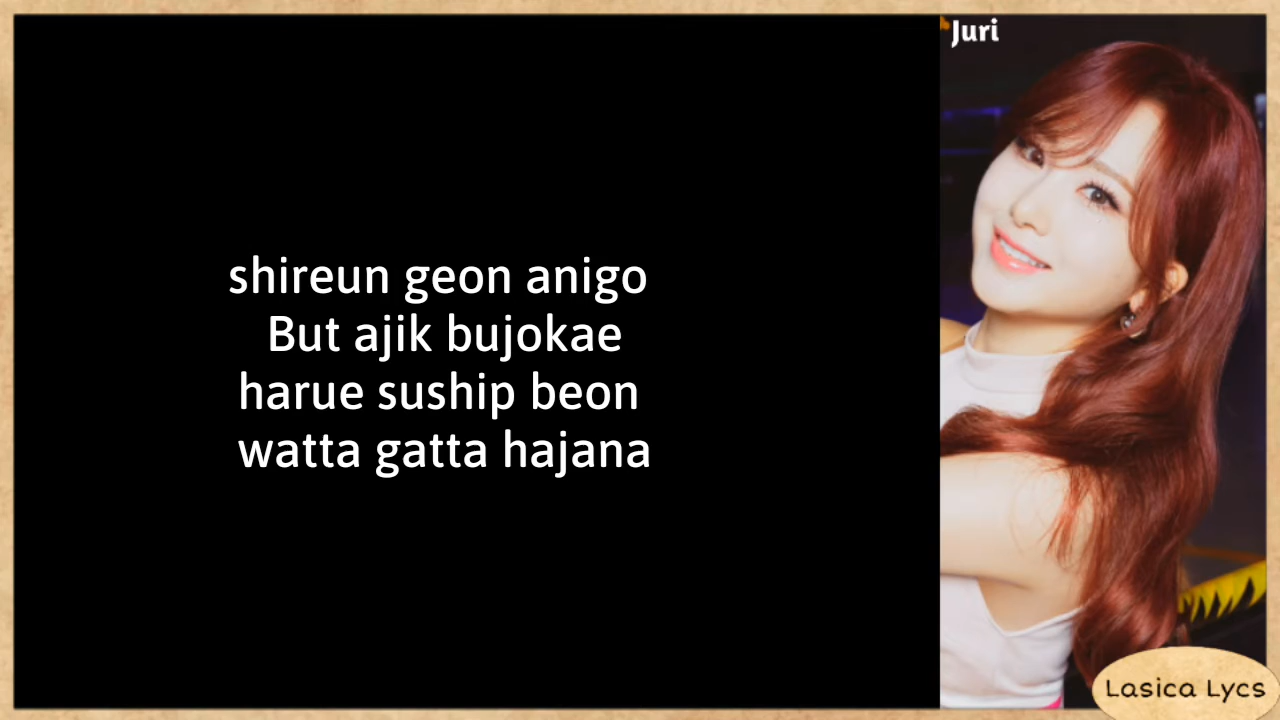 Juri
shireun geon anigo
But ajik bujokae
harue suship beon
watta gatta hajana
Lasica Lycs